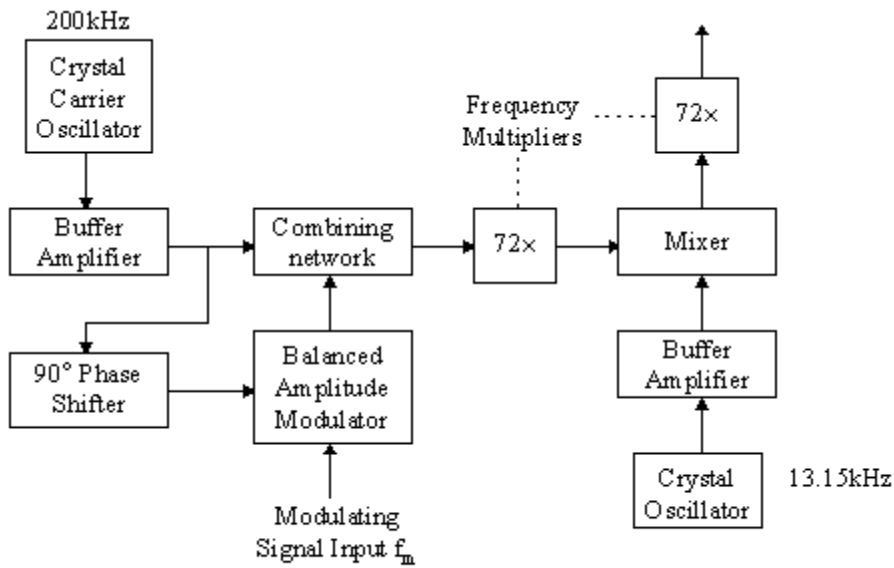 200kHz
Crystal
Carrier
Oscillator
Frequency
Multipliers
72×
Buffer
Amplifier
Combining
network
72×
Mixer
90° Phase
Shifter
Balanced
Amplitude
Modulator
Buffer
Amplifier
Crystal
Oscillator
13.15kHz
Modulating
Signal Input fm